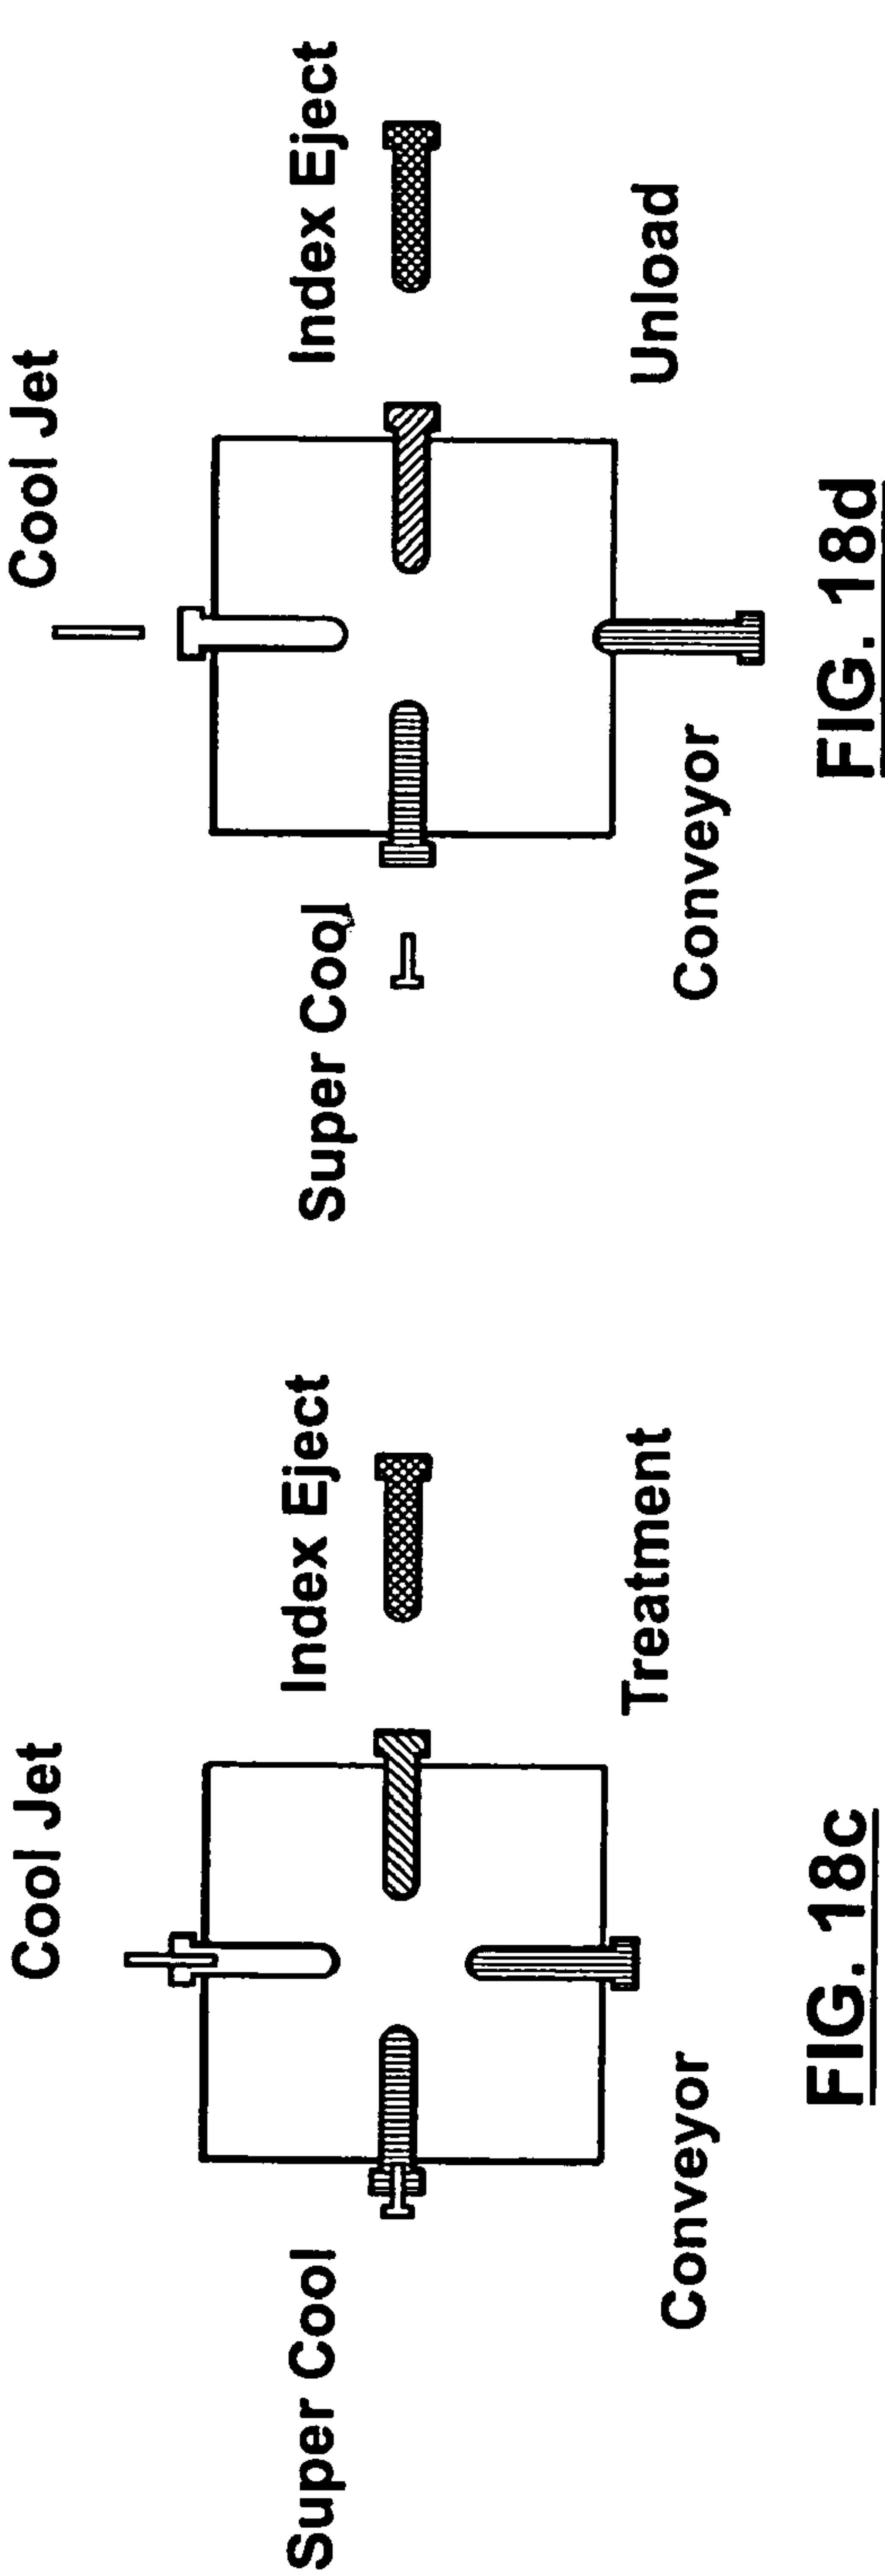 Cool Jet
Super Cool
Index Eject
Conveyor
Treatment
FIG. 18c
Cool Jet
Super Cool
Index Eject
Conveyor
Unload
FIG. 18d